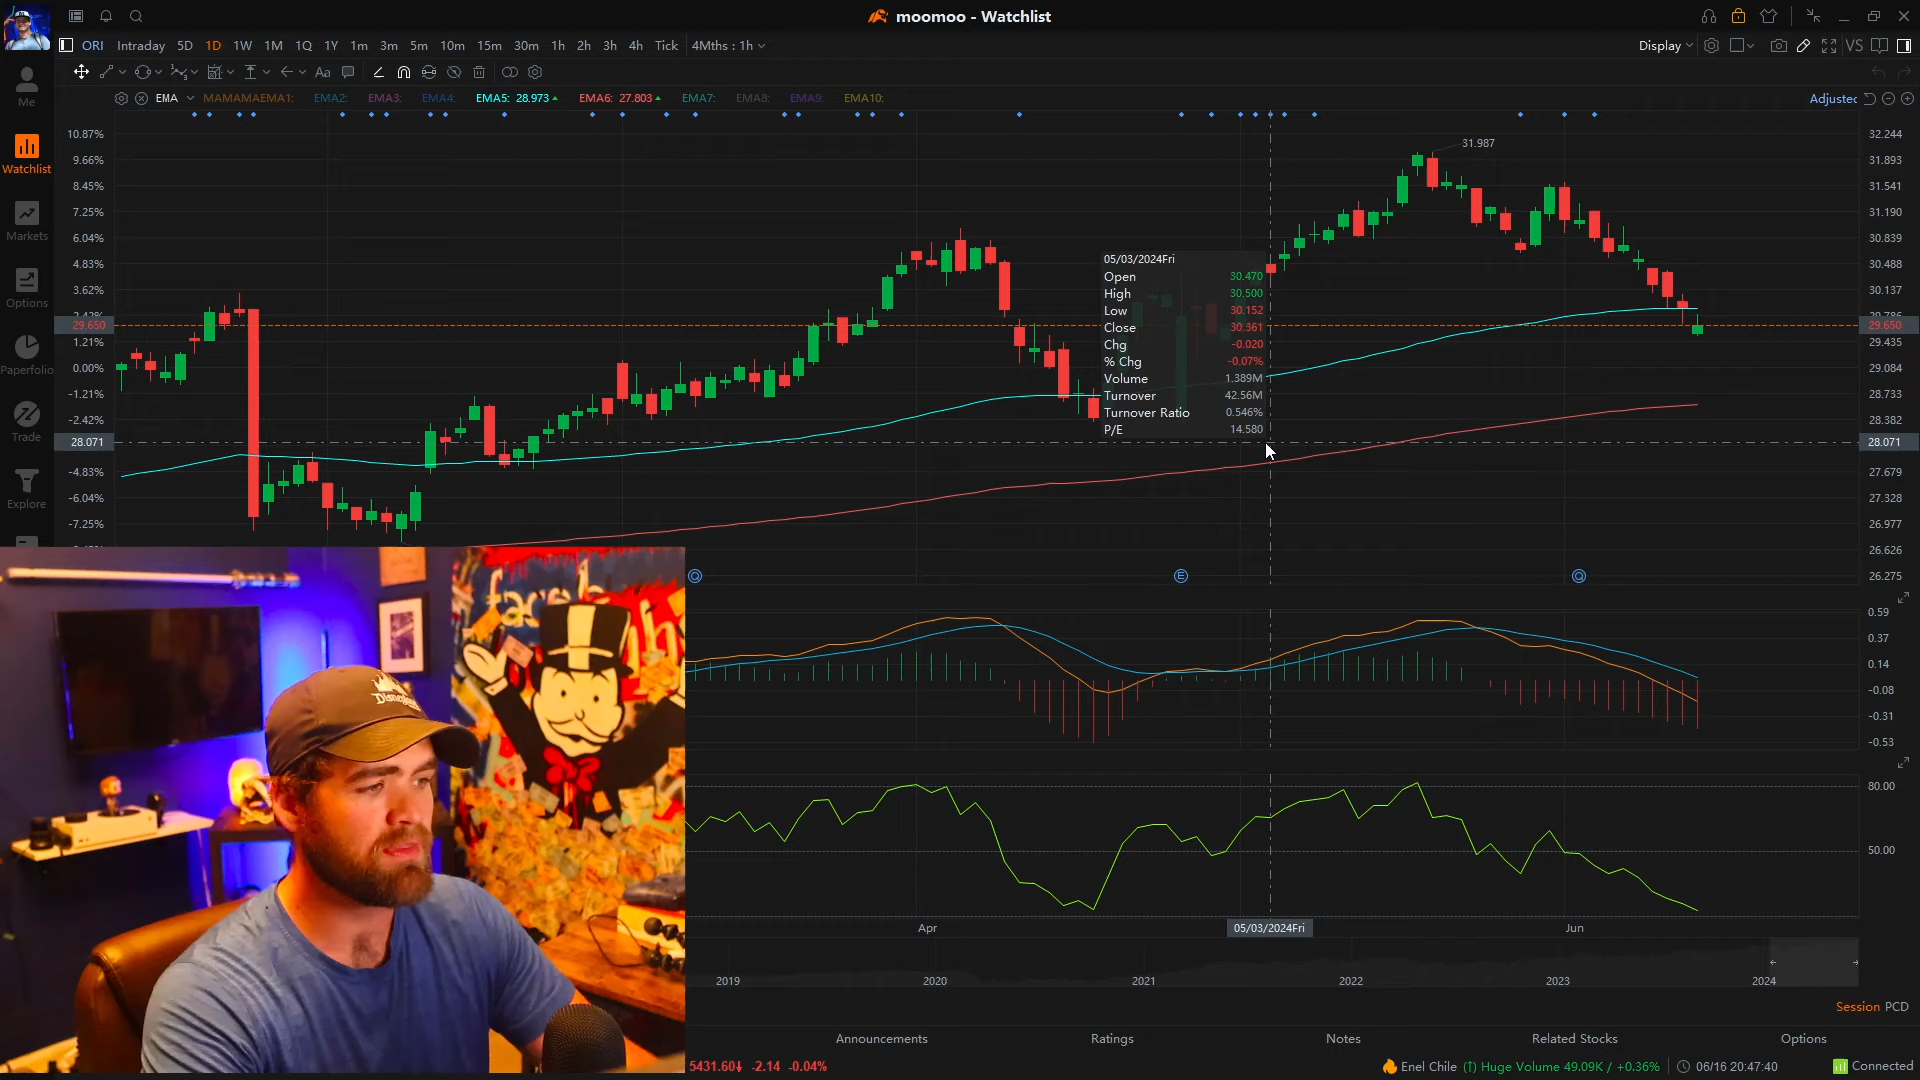 moomoo - Watchlist
ORI Intraday 5D 1D 1W 1M 1Q 1Y 1m 3m 5m 10m 15m 30m 1h 2h 3h 4h Tick 4Mths : 1h
Display
VS
Aa
EMA MAMAMAEMA1: EMA2: EMA3: EMA4: EMA5: 28.973 EMA6: 27.803 EMA7: EMA8: EMA9: EMA10:
Adjusted
Me
Watchlist
Markets
Options
Paperfolio
Trade
Explore
10.87%
9.66%
8.45%
7.25%
6.04%
4.83%
3.62%
29.650
1.21%
0.00%
-1.21%
-2.42%
28.071
-4.83%
-6.04%
-7.25%
31.987
05/03/2024Fri
Open 30.470
High 30.500
Low 30.152
Close 30.361
Chg -0.020
% Chg -0.07%
Volume 1.389M
Turnover 42.56M
Turnover Ratio 0.546%
P/E 14.580
32.244
31.893
31.541
31.190
30.839
30.488
30.137
29.786
29.650
29.435
29.084
28.733
28.382
28.071
27.679
27.328
26.977
26.626
26.275
Q
E
Q
0.59
0.37
0.14
-0.08
-0.31
-0.53
80.00
50.00
Apr
05/03/2024Fri
Jun
2019 2020 2021 2022 2023 2024
Session PCD
Announcements Ratings Notes Related Stocks Options
5431.60 -2.14 -0.04%
Enel Chile Huge Volume 49.09K / +0.36%
06/16 20:47:40
Connected